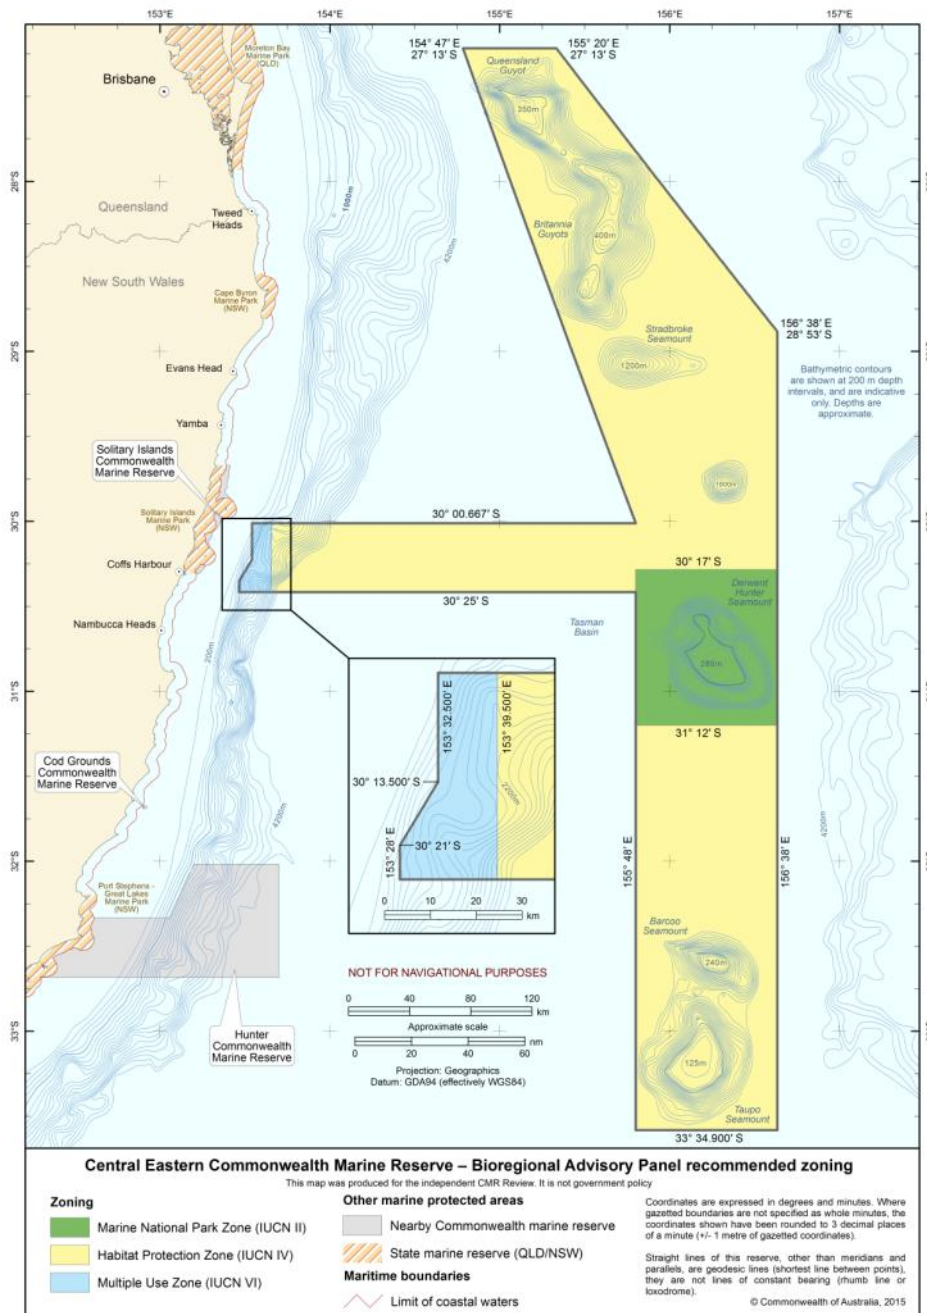 153°E
154°E
155°E
156°E
157°E
154° 47' E
27° 13' S
155° 20' E
27° 13' S
Moreton Bay
Marine Park
(QLD)
Brisbane
Queensland
Guyot
350m
28°S
1000m
Queensland
Tweed
Heads
4200m
Britannia
Guyots
400m
New South Wales
Cape Byron
Marine Park
(NSW)
156° 38' E
28° 53' S
Stradbroke
Seamount
29°S
1200m
Evans Head
Bathymetric contours
are shown at 200 m depth
intervals, and are indicative
only. Depths are
approximate.
Yamba
Solitary Islands
Commonwealth
Marine Reserve
Solitary Islands
Marine Park
(NSW)
30°S
30° 00.667' S
Coffs Harbour
30° 17' S
30° 25' S
Derwent
Hunter
Seamount
Nambucca Heads
Tasman
Basin
200m
280m
31°S
31° 12' S
153° 32.500' E
153° 39.500' E
30° 13.500' S
2200m
153° 28' E
30° 21' S
0 10 20 30
km
Cod Grounds
Commonwealth
Marine Reserve
4200m
4200m
155° 48' E
156° 38' E
32°S
Port Stephens -
Great Lakes
Marine Park
(NSW)
Barcoo
Seamount
240m
NOT FOR NAVIGATIONAL PURPOSES
0 40 80 120
km
Approximate scale
0 20 40 60
nm
Projection: Geographics
Datum: GDA94 (effectively WGS84)
33°S
Hunter
Commonwealth
Marine Reserve
125m
Taupo
Seamount
33° 34.900' S
Central Eastern Commonwealth Marine Reserve – Bioregional Advisory Panel recommended zoning
This map was produced for the independent CMR Review. It is not government policy
Zoning
Marine National Park Zone (IUCN II)
Habitat Protection Zone (IUCN IV)
Multiple Use Zone (IUCN VI)
Other marine protected areas
Nearby Commonwealth marine reserve
State marine reserve (QLD/NSW)
Maritime boundaries
Limit of coastal waters
Coordinates are expressed in degrees and minutes. Where
gazetted boundaries are not specified as whole minutes, the
coordinates shown have been rounded to 3 decimal places
of a minute (+/- 1 metre of gazetted coordinates).
Straight lines of this reserve, other than meridians and
parallels, are geodesic lines (shortest line between points),
they are not lines of constant bearing (rhumb line or
loxodrome).
© Commonwealth of Australia, 2015